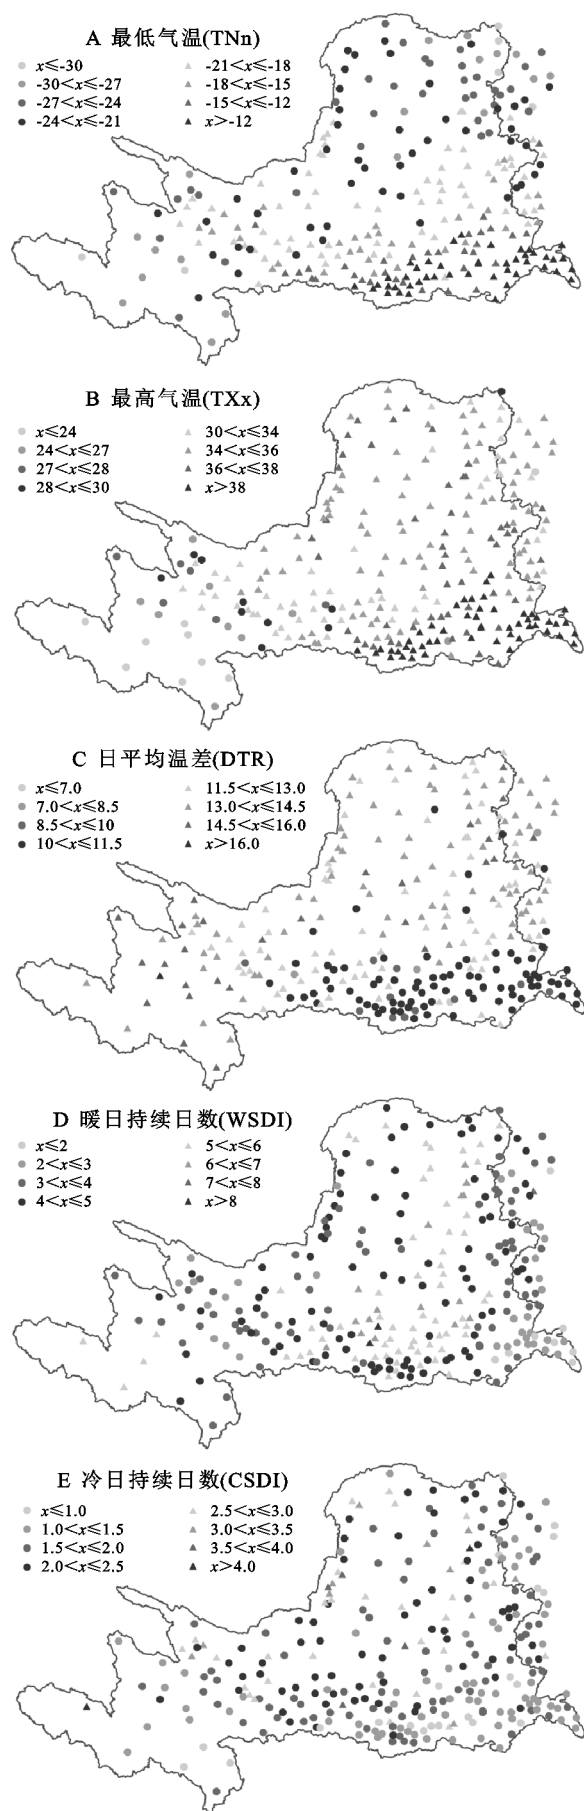 A 最低气温(TNn)
x≤-30 -21<x≤-18
-30<x≤-27 -18<x≤-15
-27<x≤-24 -15<x≤-12
-24<x≤-21 x>-12
B 最高气温(TXx)
x≤24 30<x≤34
24<x≤27 34<x≤36
27<x≤28 36<x≤38
28<x≤30 x>38
C 日平均温差(DTR)
x≤7.0 11.5<x≤13.0
7.0<x≤8.5 13.0<x≤14.5
8.5<x≤10 14.5<x≤16.0
10<x≤11.5 x>16.0
D 暖日持续日数(WSDI)
x≤2 5<x≤6
2<x≤3 6<x≤7
3<x≤4 7<x≤8
4<x≤5 x>8
E 冷日持续日数(CSDI)
x≤1.0 2.5<x≤3.0
1.0<x≤1.5 3.0<x≤3.5
1.5<x≤2.0 3.5<x≤4.0
2.0<x≤2.5 x>4.0